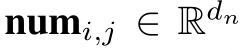 num_{i,j} ∈ ℝ^{d_n}